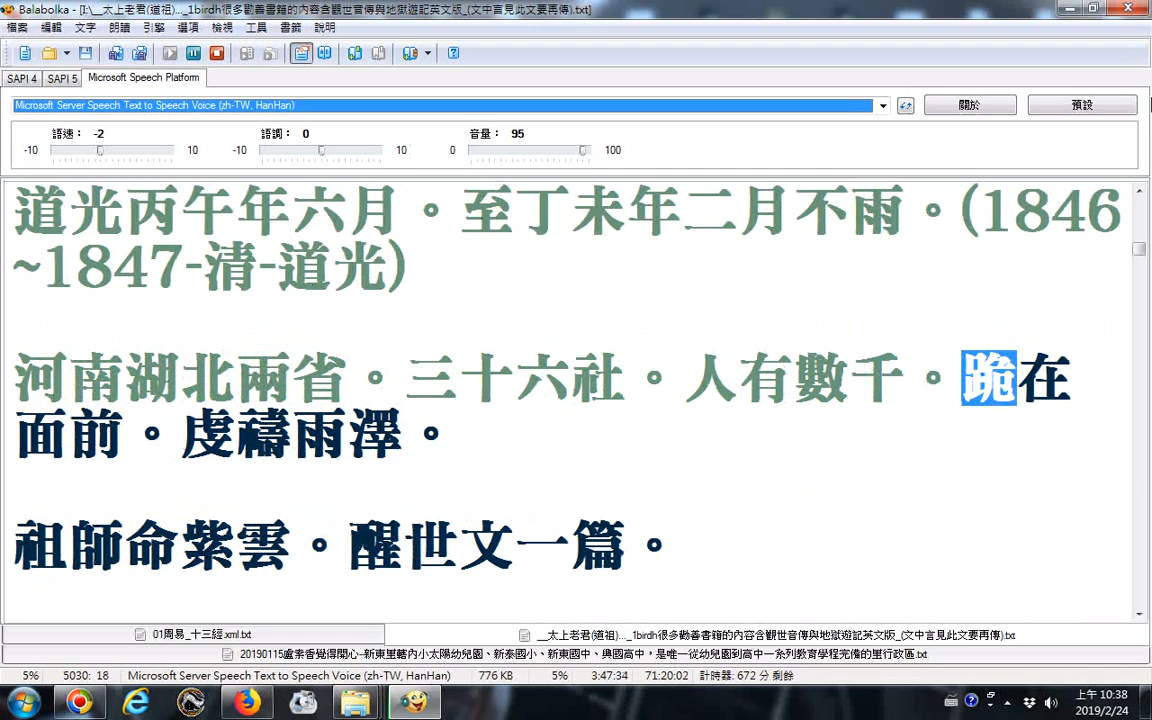 Balabolka - [I:\__太上老君(道祖)..._1birdh很多勸善書籍的內容含觀世音傳與地獄遊記英文版_(文中言見此文要再傳).txt]
檔案 編輯 文字 朗讀 引擎 選項 檢視 工具 書籤 說明
SAPI 4 SAPI 5 Microsoft Speech Platform
Microsoft Server Speech Text to Speech Voice (zh-TW, HanHan) 關於 預設
語速： -2 語調： 0 音量： 95
-10 10 -10 10 0 100
道光丙午年六月。至丁未年二月不雨。(1846
~1847-清-道光)
河南湖北兩省。三十六社。人有數千。跪在
面前。虔禱雨澤。
祖師命紫雲。醒世文一篇。
01周易_十三經.xml.txt __太上老君(道祖)..._1birdh很多勸善書籍的內容含觀世音傳與地獄遊記英文版_(文中言見此文要再傳).txt
20190115盧素香覺得開心-新東里轄內小太陽幼兒園、新泰國小、新東國中、典國高中，是唯一從幼兒園到高中一系列教育學程完備的里行政區.txt
5% 5030: 18 Microsoft Server Speech Text to Speech Voice (zh-TW, HanHan) 776 KB 5% 3:47:34 71:20:02 計時器: 672 分 剩餘
上午 10:38
2019/2/24